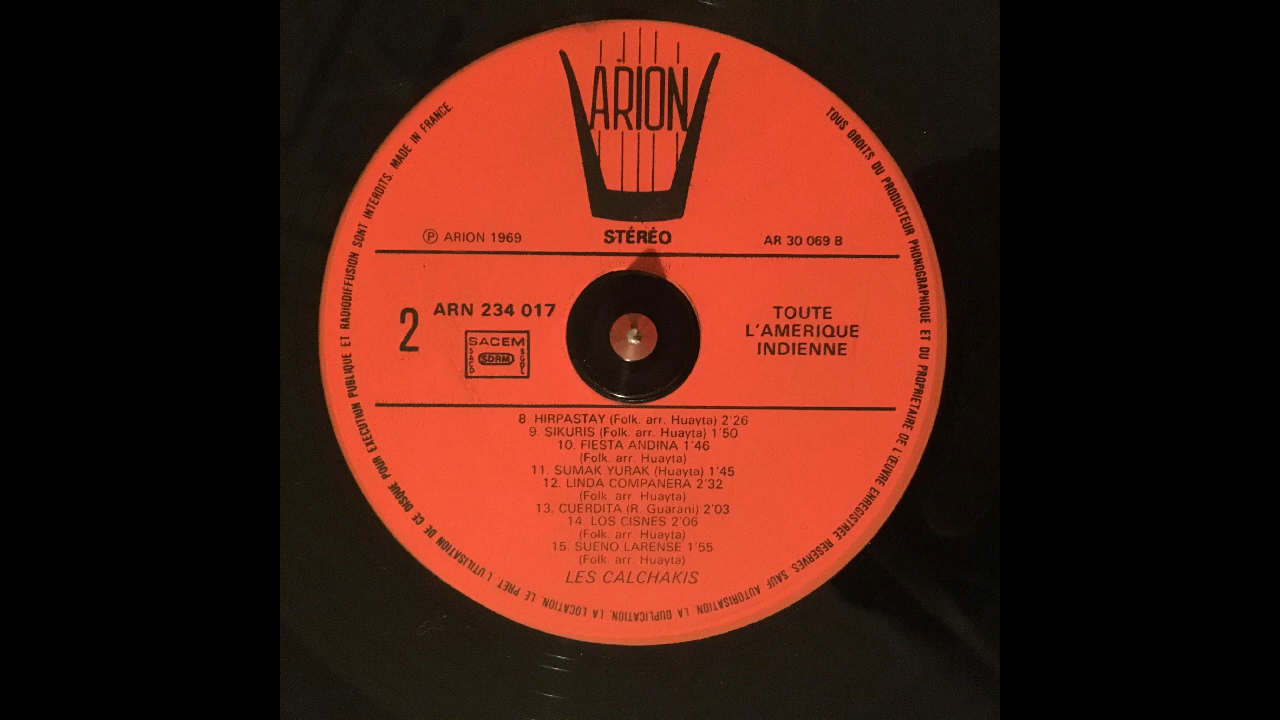 ARION
TOUS DROITS DU PRODUCTEUR PHONOGRAPHIQUE ET DU PROPRIETAIRE DE L'ŒUVRE ENREGISTREE RESERVES. SAUF AUTORISATION, LA DUPLICATION, LA LOCATION, LE PRET, L'UTILISATION DE CE DISQUE POUR EXECUTION PUBLIQUE ET RADIODIFFUSION SONT INTERDITS. MADE IN FRANCE.
Ⓟ ARION 1969
STÉRÉO
AR 30 069 B
2
ARN 234 017
SACEM
SACD
SDRM
SGDL
TOUTE
L'AMERIQUE
INDIENNE
8. HIRPASTAY (Folk. arr. Huayta) 2'26
9. SIKURIS (Folk. arr. Huayta) 1'50
10. FIESTA ANDINA 1'46
(Folk. arr. Huayta)
11. SUMAK YURAK (Huayta) 1'45
12. LINDA COMPANERA 2'32
(Folk. arr. Huayta)
13. CUERDITA (R. Guarani) 2'03
14. LOS CISNES 2'06
(Folk. arr. Huayta)
15. SUENO LARENSE 1'55
(Folk. arr. Huayta)
LES CALCHAKIS